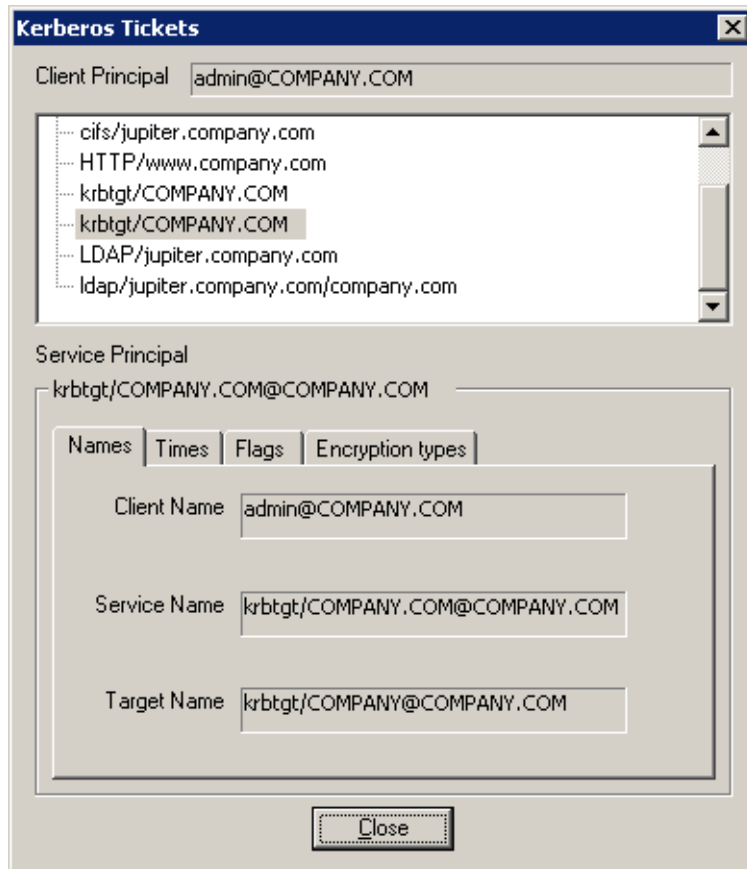 Kerberos Tickets
Client Principal admin@COMPANY.COM
cifs/jupiter.company.com
HTTP/www.company.com
krbtgt/COMPANY.COM
krbtgt/COMPANY.COM
LDAP/jupiter.company.com
ldap/jupiter.company.com/company.com
Service Principal
krbtgt/COMPANY.COM@COMPANY.COM
Names Times Flags Encryption types
Client Name admin@COMPANY.COM
Service Name krbtgt/COMPANY.COM@COMPANY.COM
Target Name krbtgt/COMPANY@COMPANY.COM
Close